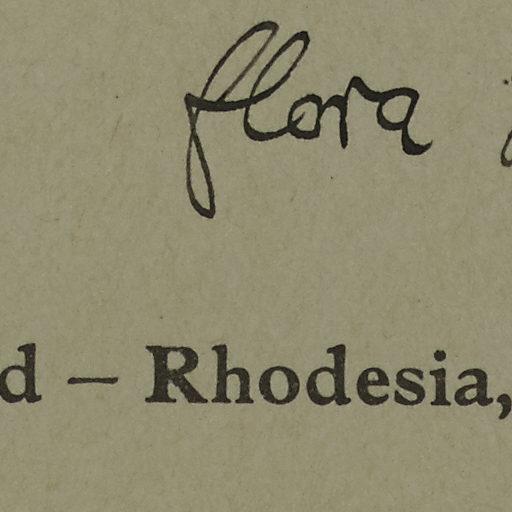 flora
d – Rhodesia,